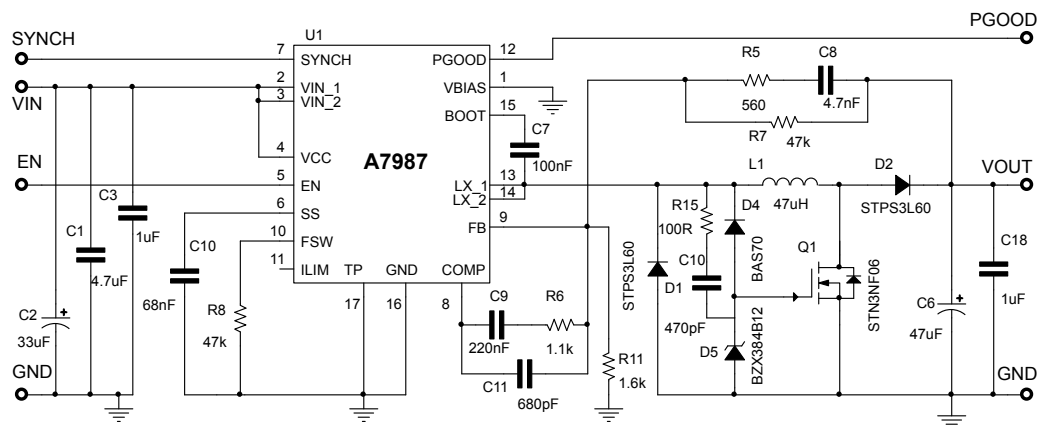 PGOOD
U1
SYNCH
7
SYNCH
PGOOD
12
R5
C8
VIN
2
3
VIN_1
VIN_2
VBIAS
1
560
4.7nF
BOOT
15
R7
47k
C7
100nF
4
VCC
A7987
L1
D2
VOUT
EN
5
EN
LX_1
LX_2
13
14
47uH
STPS3L60
C3
1uF
6
SS
FB
9
R15
100R
D4
BAS70
C1
4.7uF
C10
68nF
10
FSW
C10
470pF
Q1
STN3NF06
C18
1uF
11
ILIM
TP
GND
COMP
STPS3L60
D1
17
16
8
C9
220nF
R6
1.1k
C2
33uF
R8
47k
C6
47uF
D5
BZX384B12
R11
1.6k
GND
C11
680pF
GND